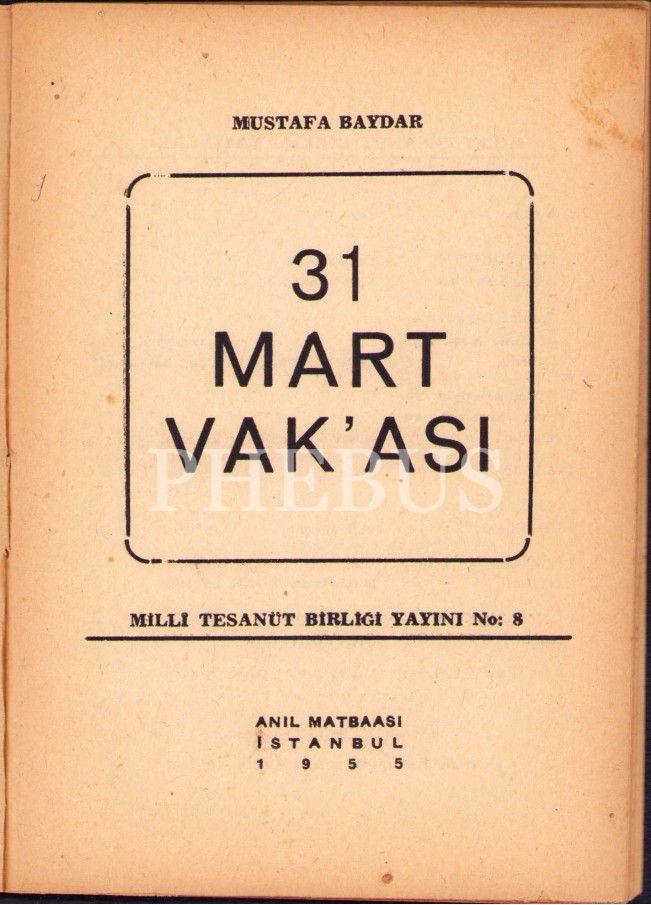 MUSTAFA BAYDAR
31
MART
VAK'ASI
PHEBUS
MİLLÎ TESANÜT BİRLİĞİ YAYINI No: 8
ANIL MATBAASI
İSTANBUL
1955